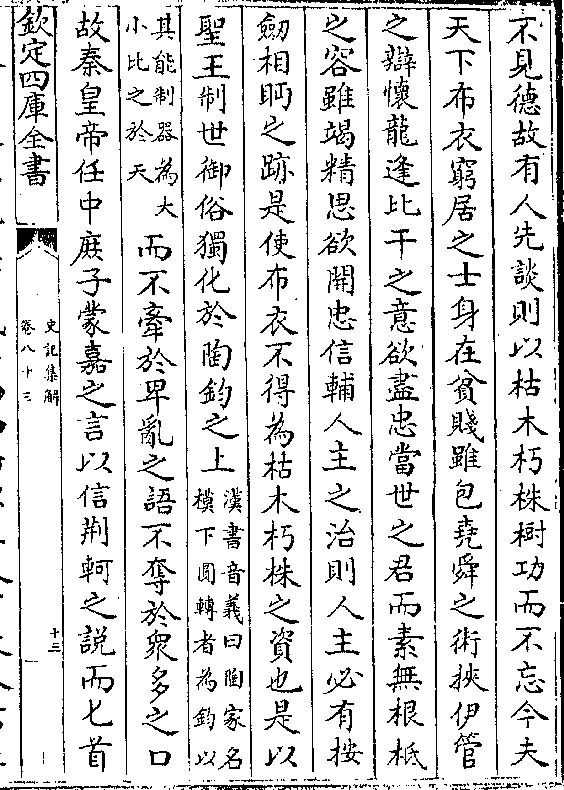 不見德故有人先談則以枯木朽株樹功而不忘今夫
天下布衣窮居之士身在貧賤雖包堯舜之術挾伊管
之辯懷龍逢比干之意欲盡忠當世之君而素無根柢
之容雖竭精思欲開忠信輔人主之治則人主必有按
劒相眄之跡是使布衣不得為枯木朽株之資也是以
聖王制世御俗獨化於陶鈞之上漢書音義曰陶家名
模下圓轉者為鈞以
其能制器為大
小比之於天而不牽於卑亂之語不奪於衆多之口
故秦皇帝任中庶子蒙嘉之言以信荆軻之説而匕首
欽定四庫全書
史記集解
卷八十三
十三